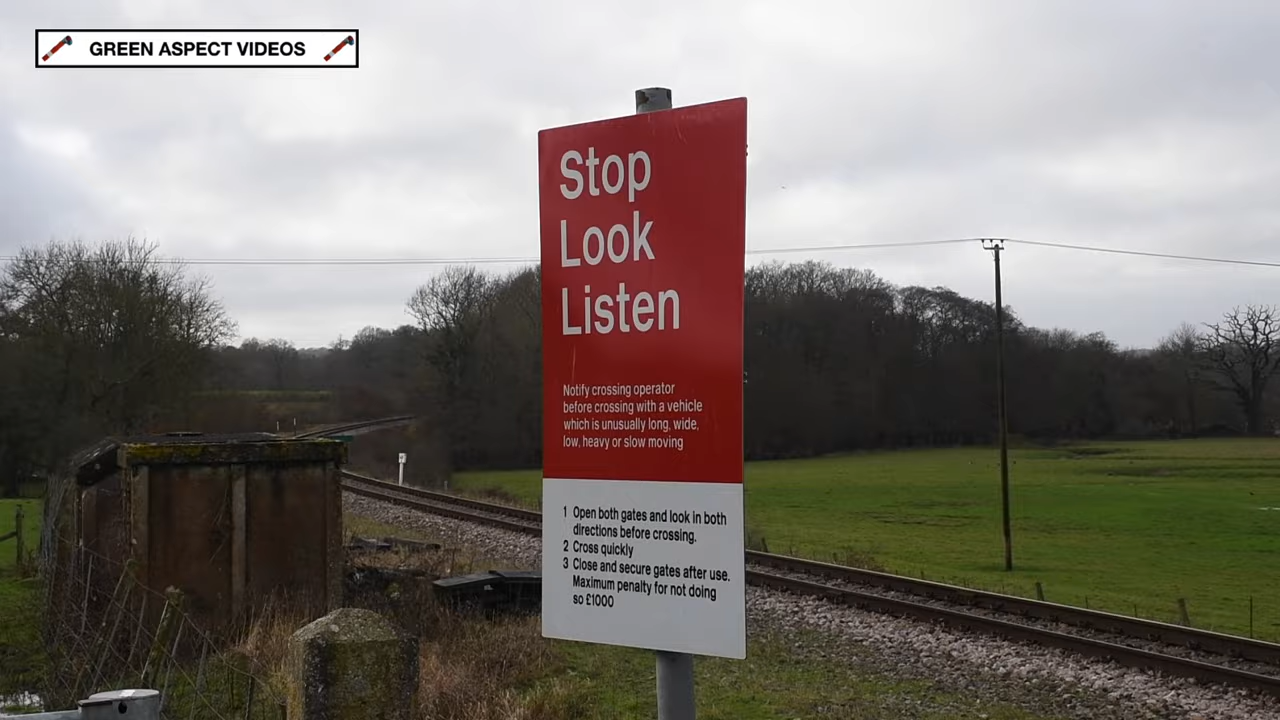 GREEN ASPECT VIDEOS
Stop
Look
Listen
Notify crossing operator
before crossing with a vehicle
which is unusually long, wide,
low, heavy or slow moving
1 Open both gates and look in both
directions before crossing.
2 Cross quickly
3 Close and secure gates after use.
Maximum penalty for not doing
so £1000